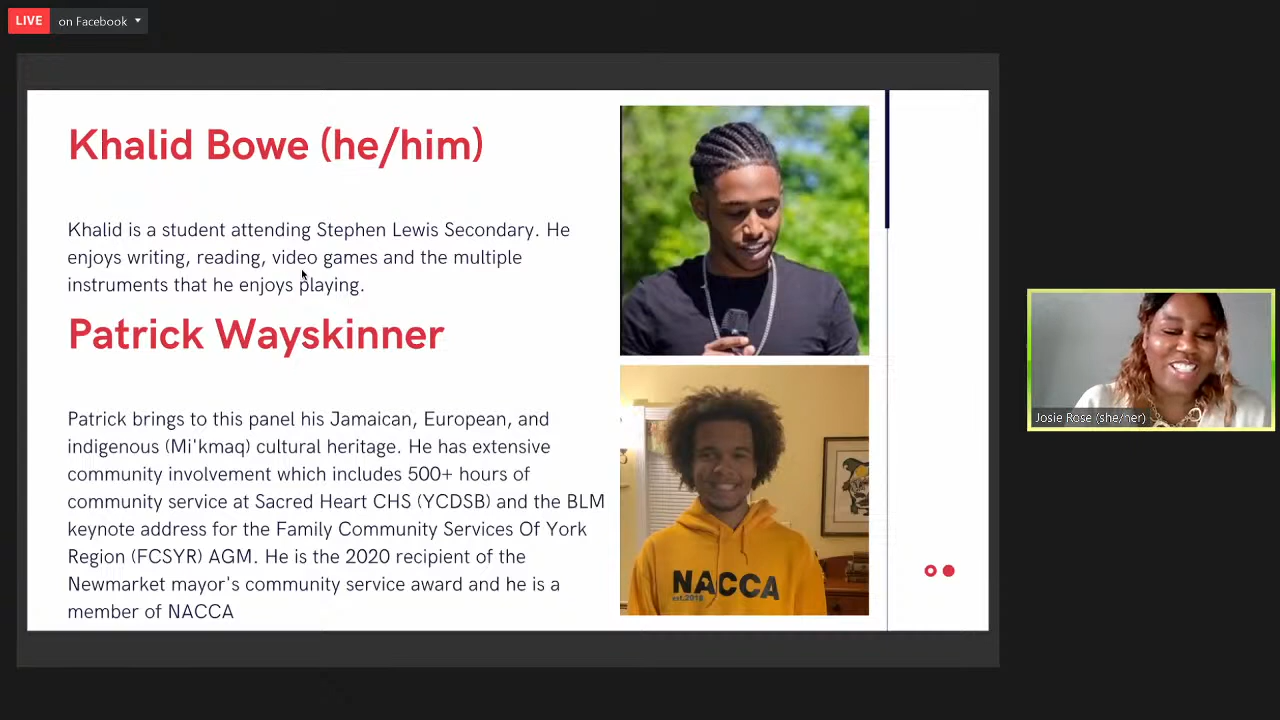 LIVE on Facebook
Khalid Bowe (he/him)
Khalid is a student attending Stephen Lewis Secondary. He
enjoys writing, reading, video games and the multiple
instruments that he enjoys playing.
Patrick Wayskinner
Patrick brings to this panel his Jamaican, European, and
indigenous (Mi'kmaq) cultural heritage. He has extensive
community involvement which includes 500+ hours of
community service at Sacred Heart CHS (YCDSB) and the BLM
keynote address for the Family Community Services Of York
Region (FCSYR) AGM. He is the 2020 recipient of the
Newmarket mayor's community service award and he is a
member of NACCA
NACCA
est.2018
Josie Rose (she/her)